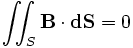 ∬_S B · dS = 0